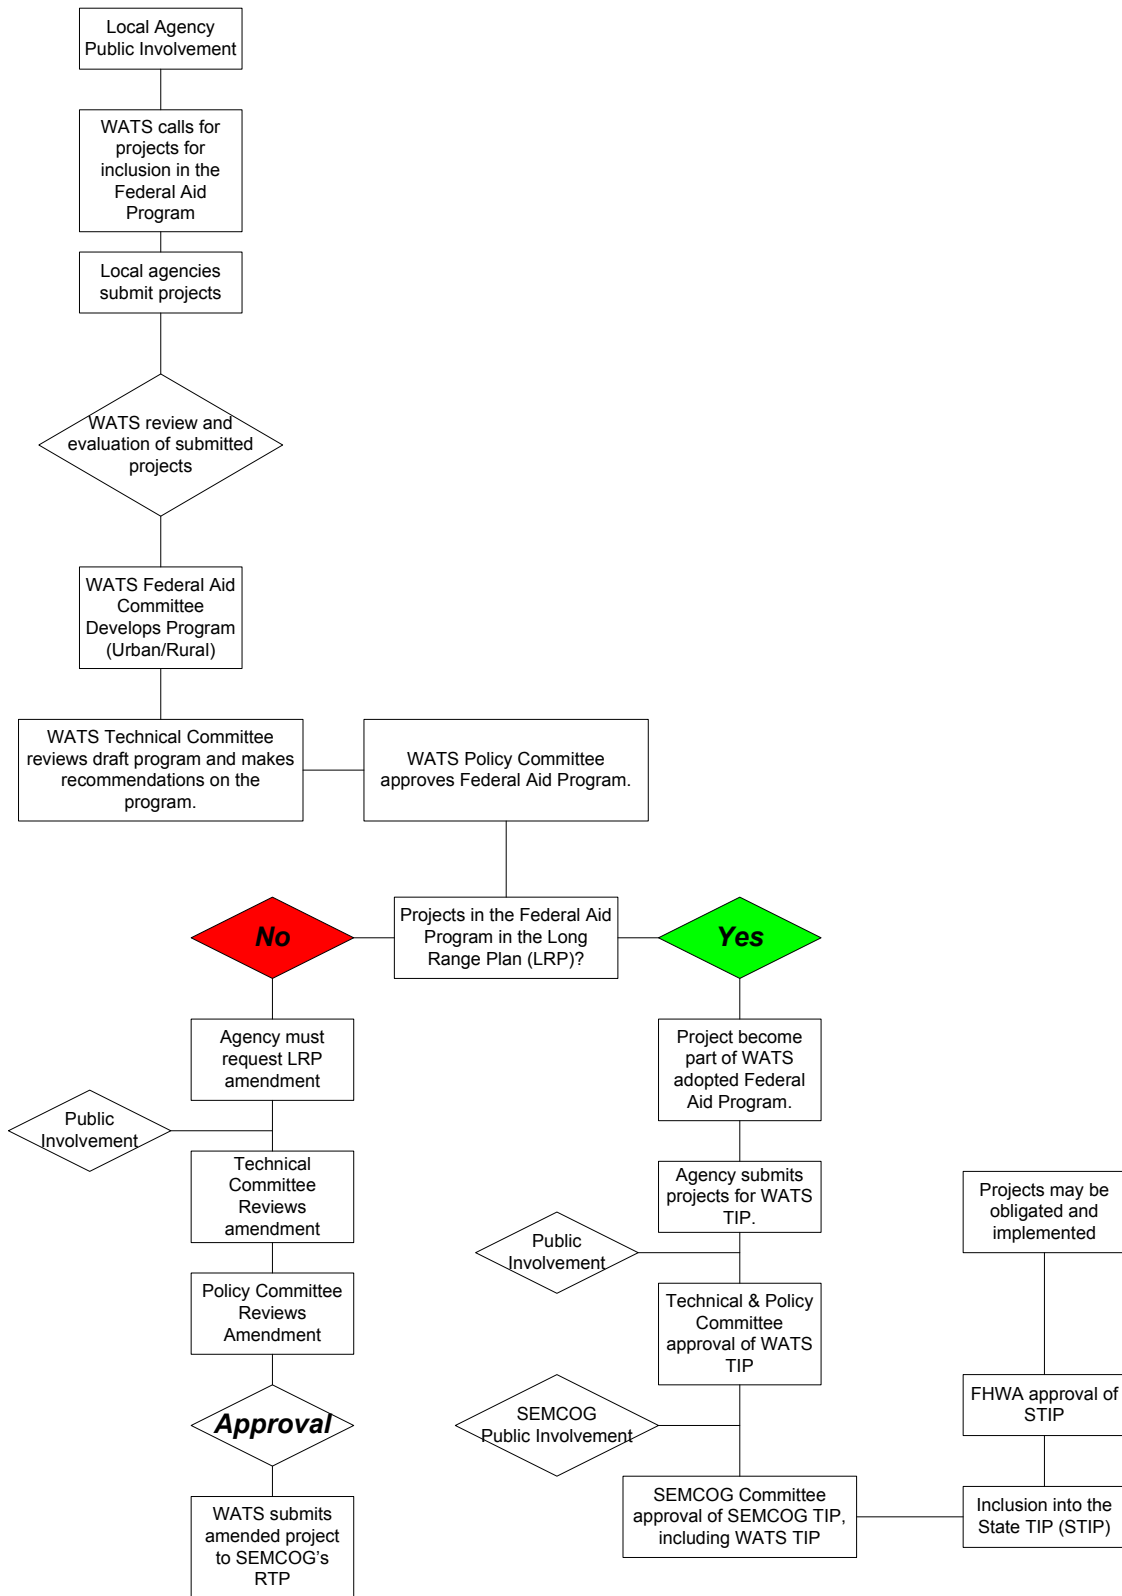 Local Agency
Public Involvement
WATS calls for
projects for
inclusion in the
Federal Aid
Program
Local agencies
submit projects
WATS review and
evaluation of submitted
projects
WATS Federal Aid
Committee
Develops Program
(Urban/Rural)
WATS Technical Committee
reviews draft program and makes
recommendations on the
program.
WATS Policy Committee
approves Federal Aid Program.
Projects in the Federal Aid
Program in the Long
Range Plan (LRP)?
No
Yes
Agency must
request LRP
amendment
Public
Involvement
Technical
Committee
Reviews
amendment
Policy Committee
Reviews
Amendment
Approval
WATS submits
amended project
to SEMCOG's
RTP
Project become
part of WATS
adopted Federal
Aid Program.
Agency submits
projects for WATS
TIP.
Public
Involvement
Technical & Policy
Committee
approval of WATS
TIP
SEMCOG
Public Involvement
SEMCOG Committee
approval of SEMCOG TIP,
including WATS TIP
Inclusion into the
State TIP (STIP)
FHWA approval of
STIP
Projects may be
obligated and
implemented